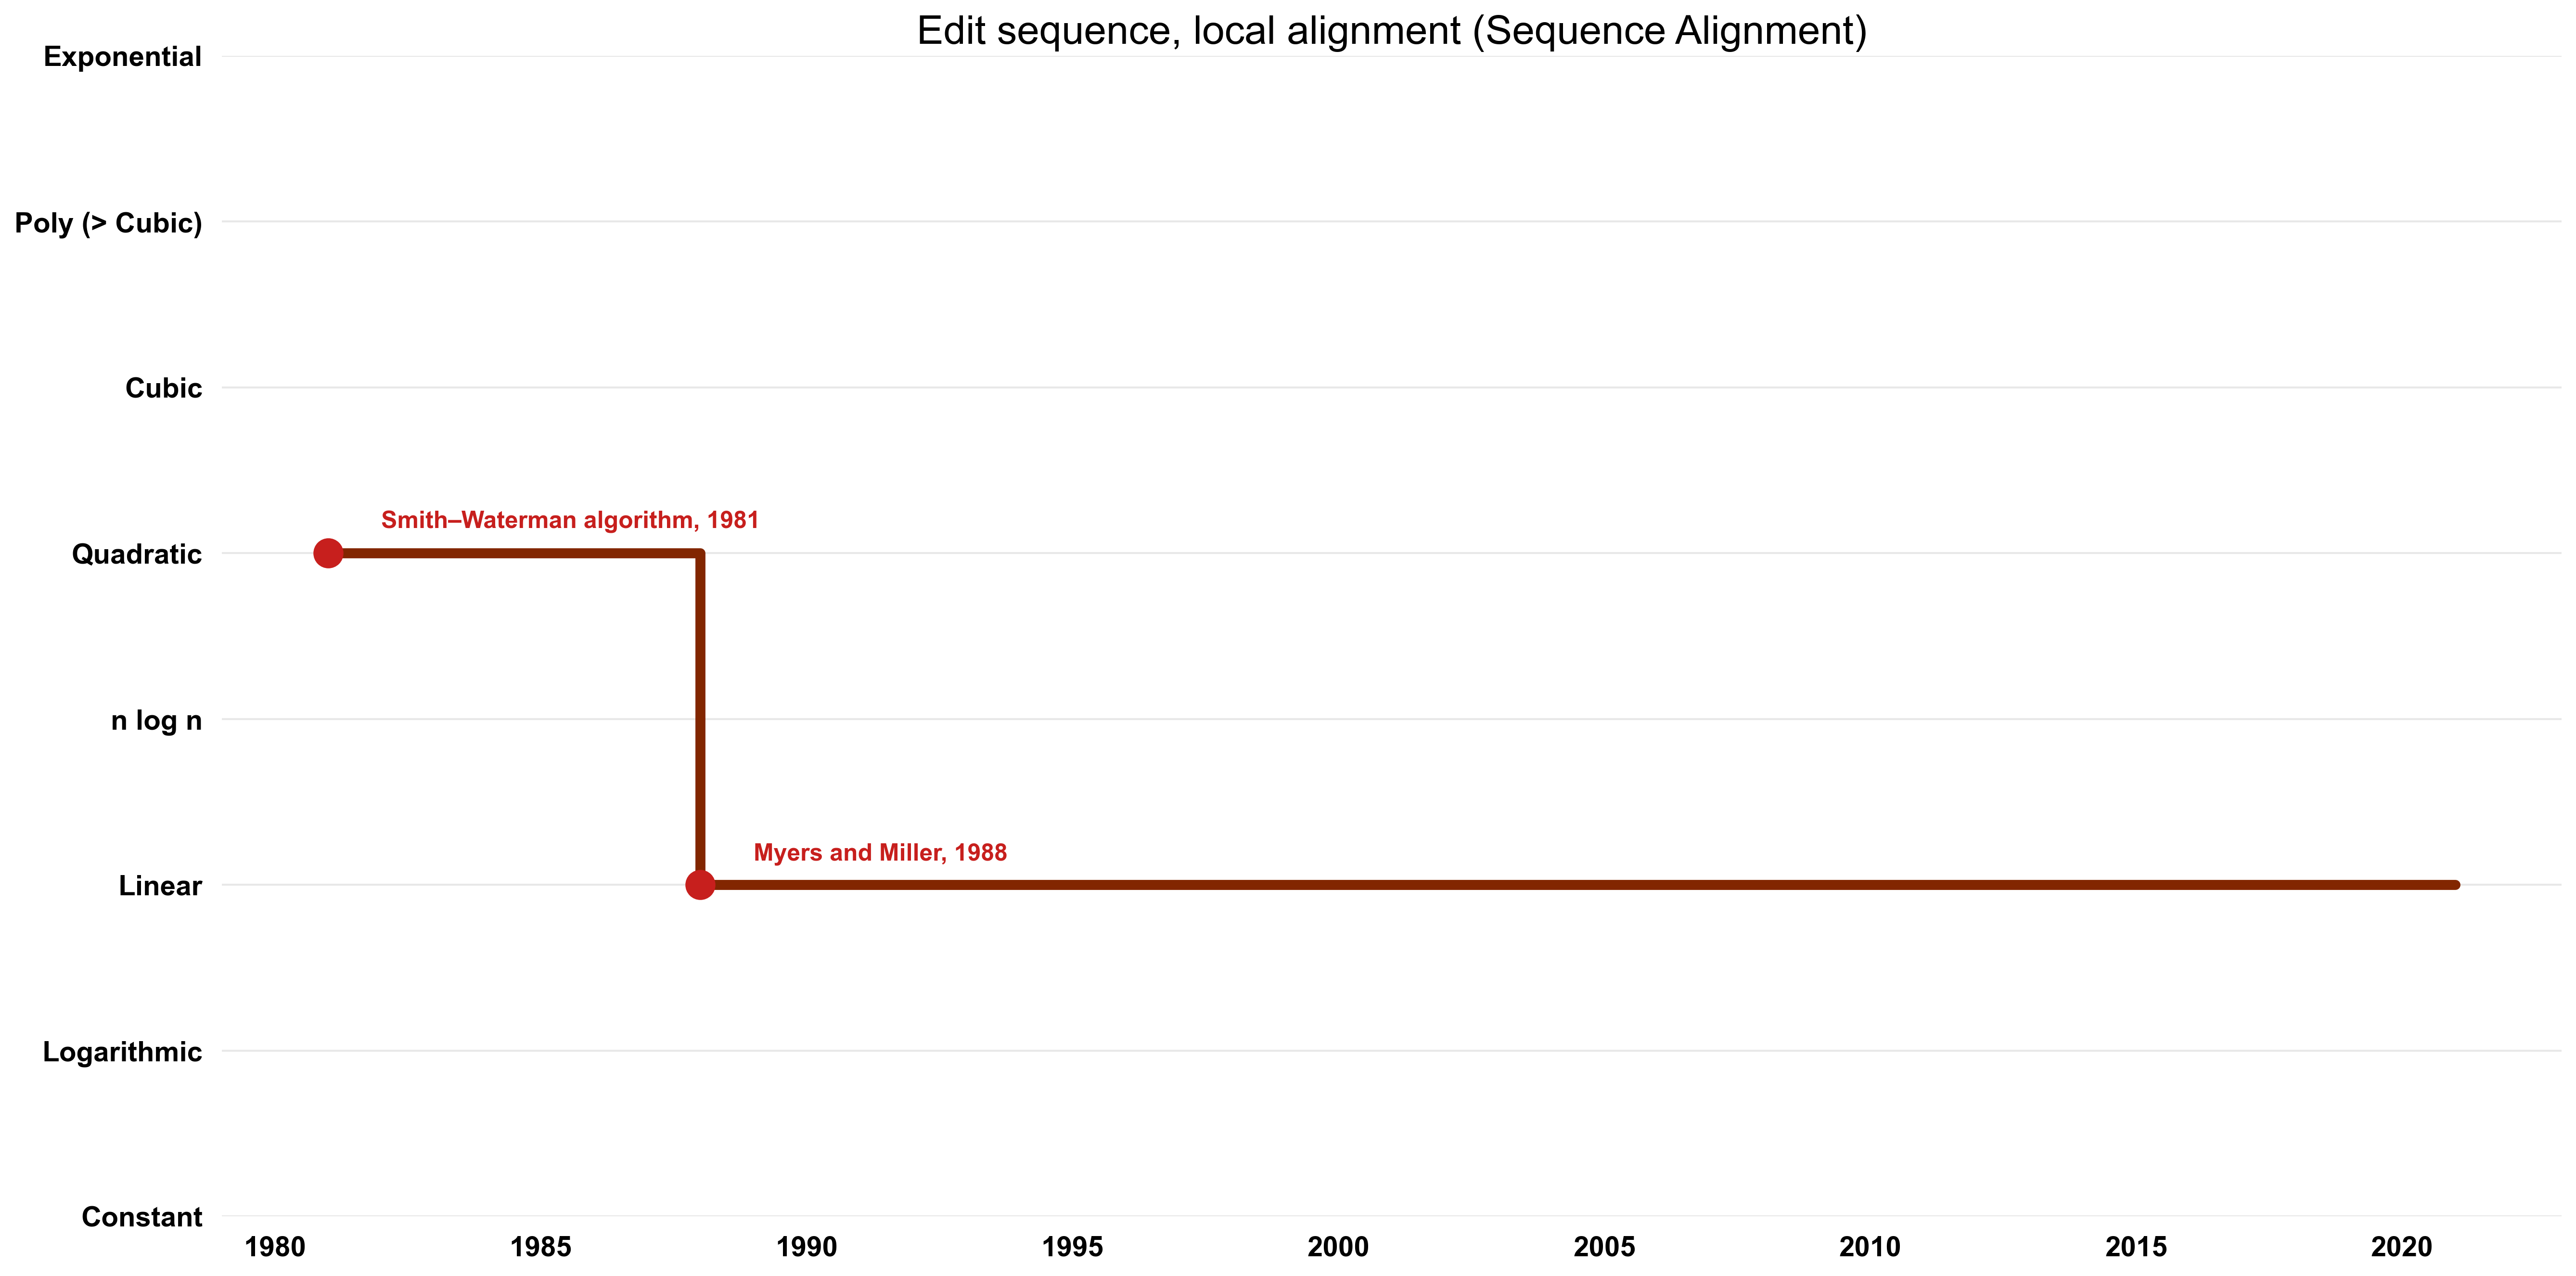 Edit sequence, local alignment (Sequence Alignment)
Exponential
Poly (> Cubic)
Cubic
Smith–Waterman algorithm, 1981
Quadratic
n log n
Myers and Miller, 1988
Linear
Logarithmic
Constant
1980 1985 1990 1995 2000 2005 2010 2015 2020